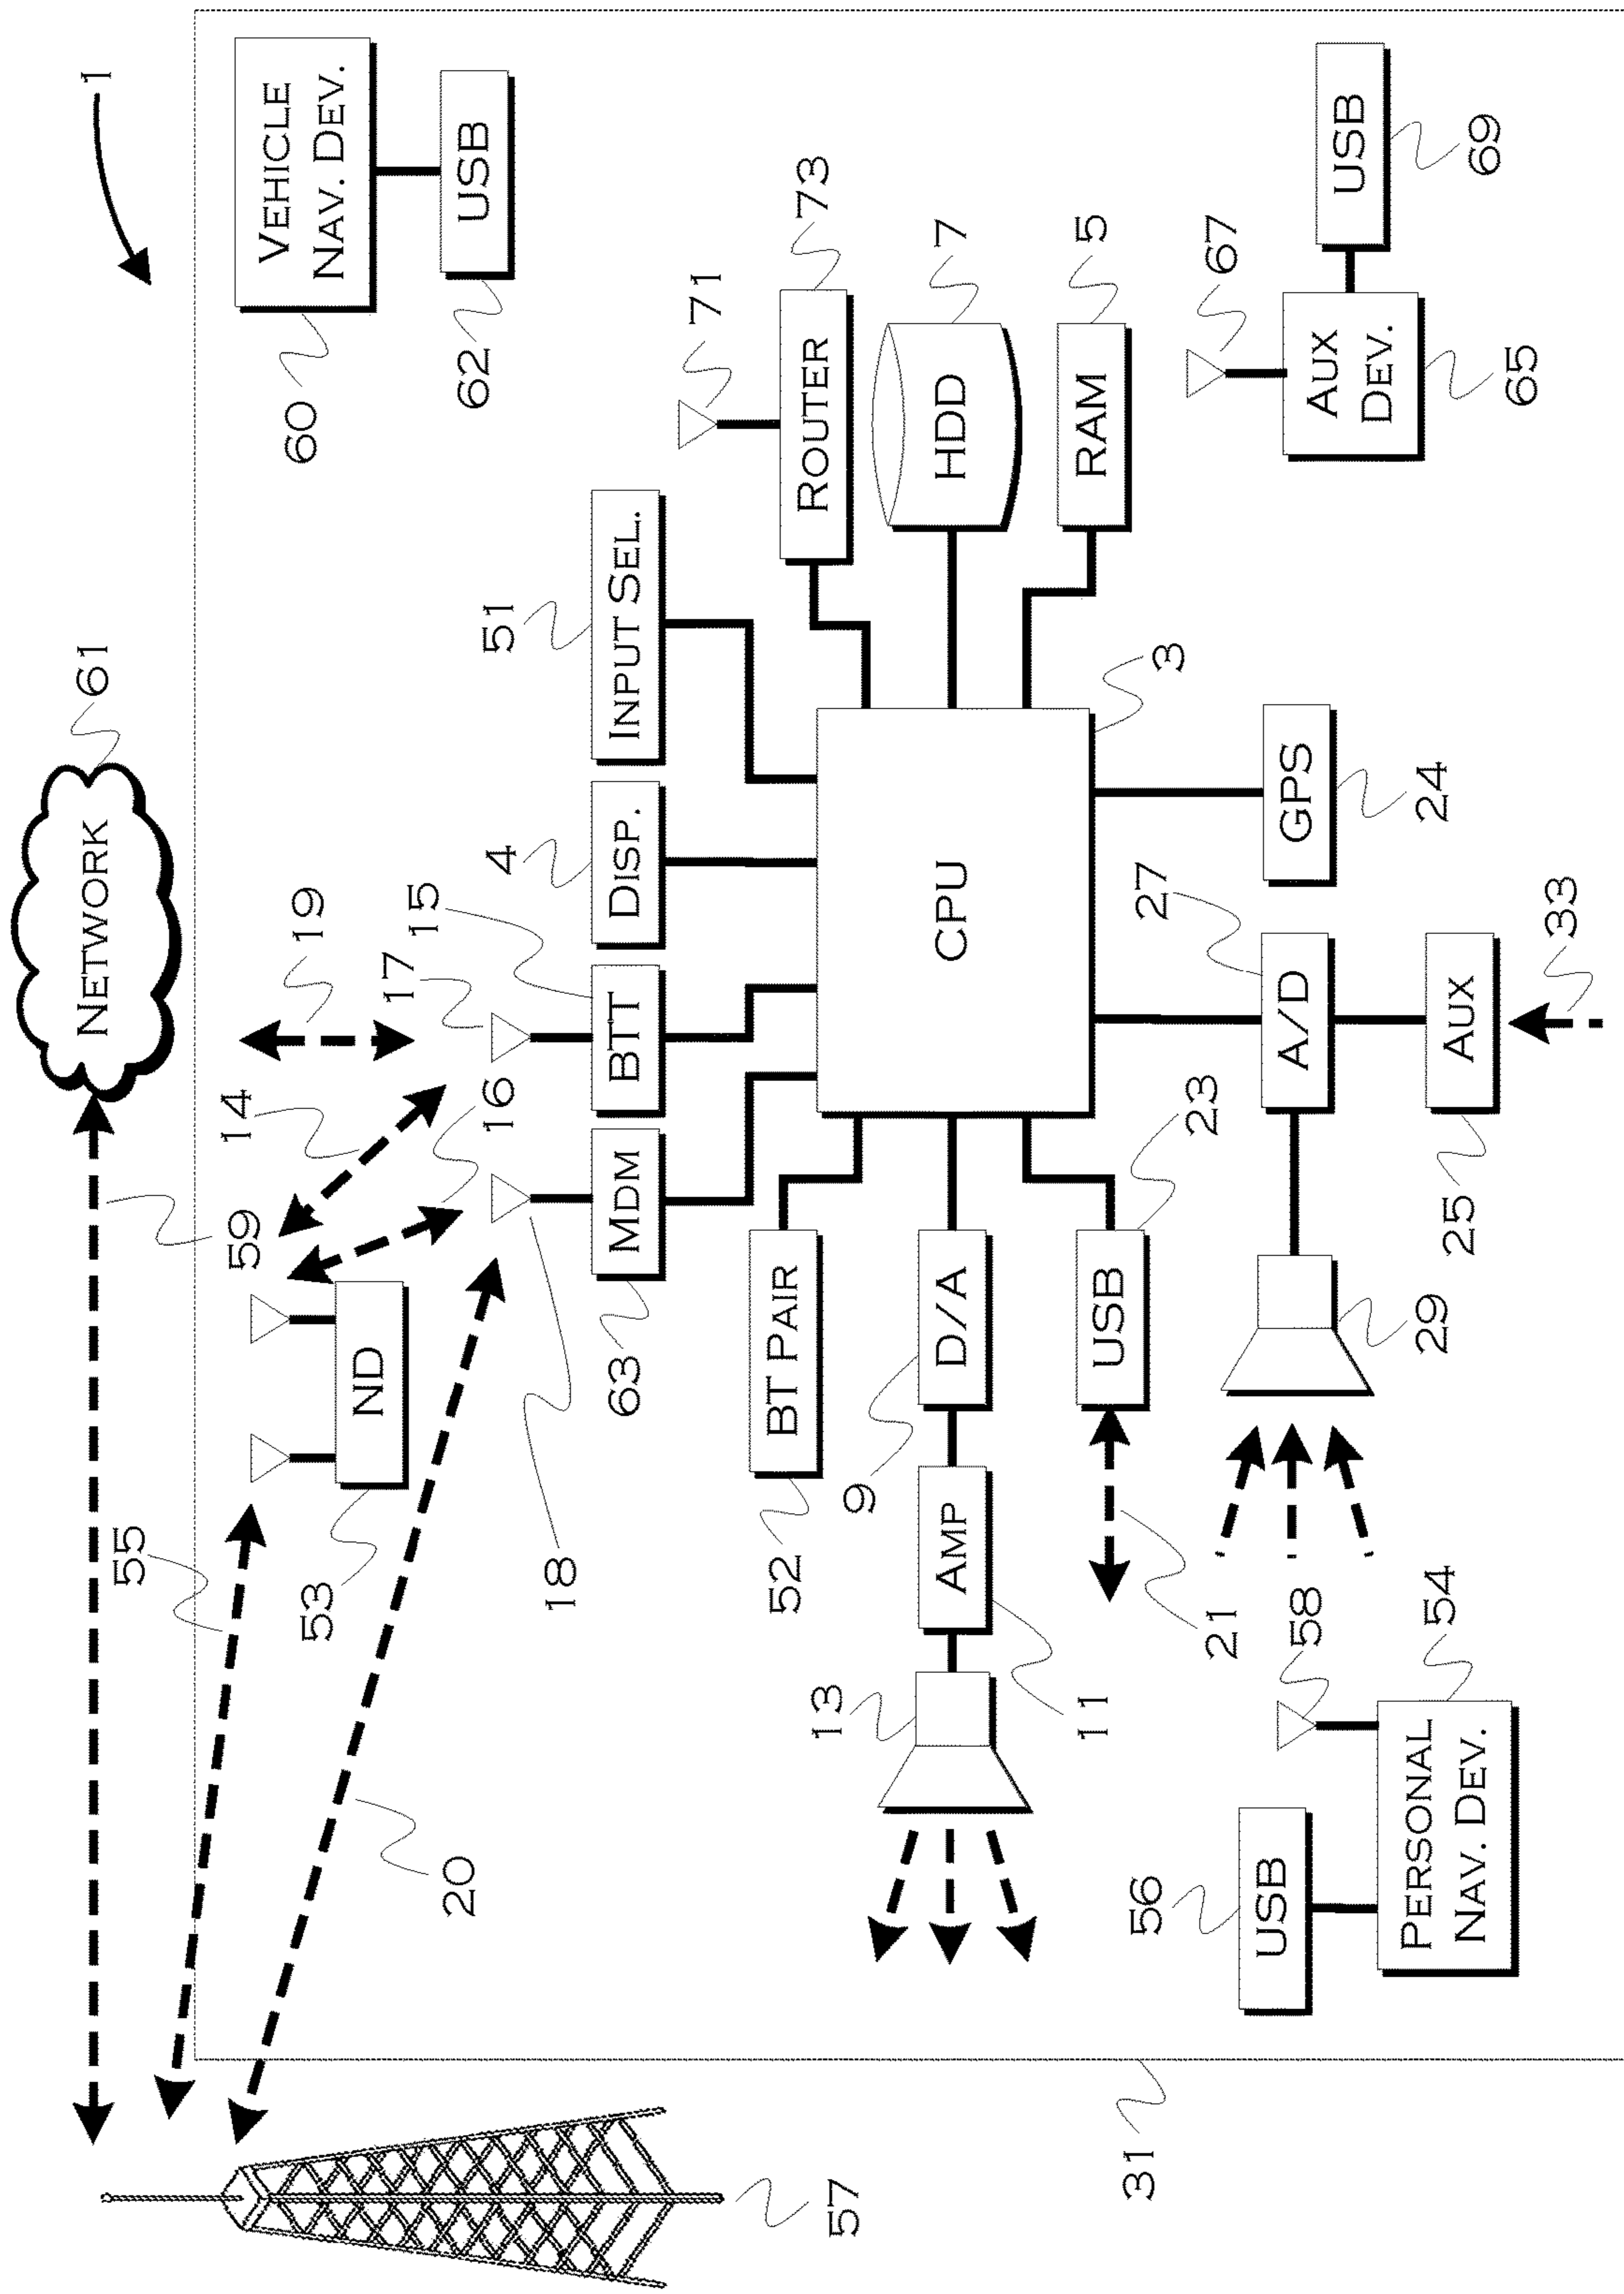 1
NETWORK
61
VEHICLE
NAV. DEV.
60
USB
62
59
55
ND
53
14
19
16
17
15
20
18
MDM
63
BTT
DISP.
4
INPUT SEL.
51
ROUTER
71
73
HDD
7
RAM
5
CPU
3
BT PAIR
52
D/A
9
AMP
11
13
USB
23
21
A/D
27
GPS
24
AUX
25
33
29
AUX
DEV.
65
67
USB
69
PERSONAL
NAV. DEV.
54
58
USB
56
31
57